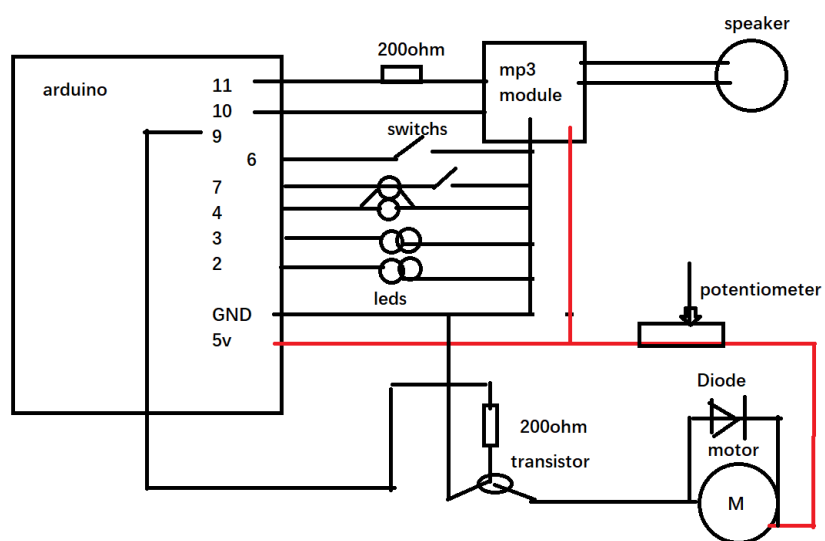 speaker
200ohm
mp3
module
arduino
11
10
9
switchs
6
7
4
3
2
leds
GND
5v
potentiometer
Diode
200ohm
motor
transistor
M